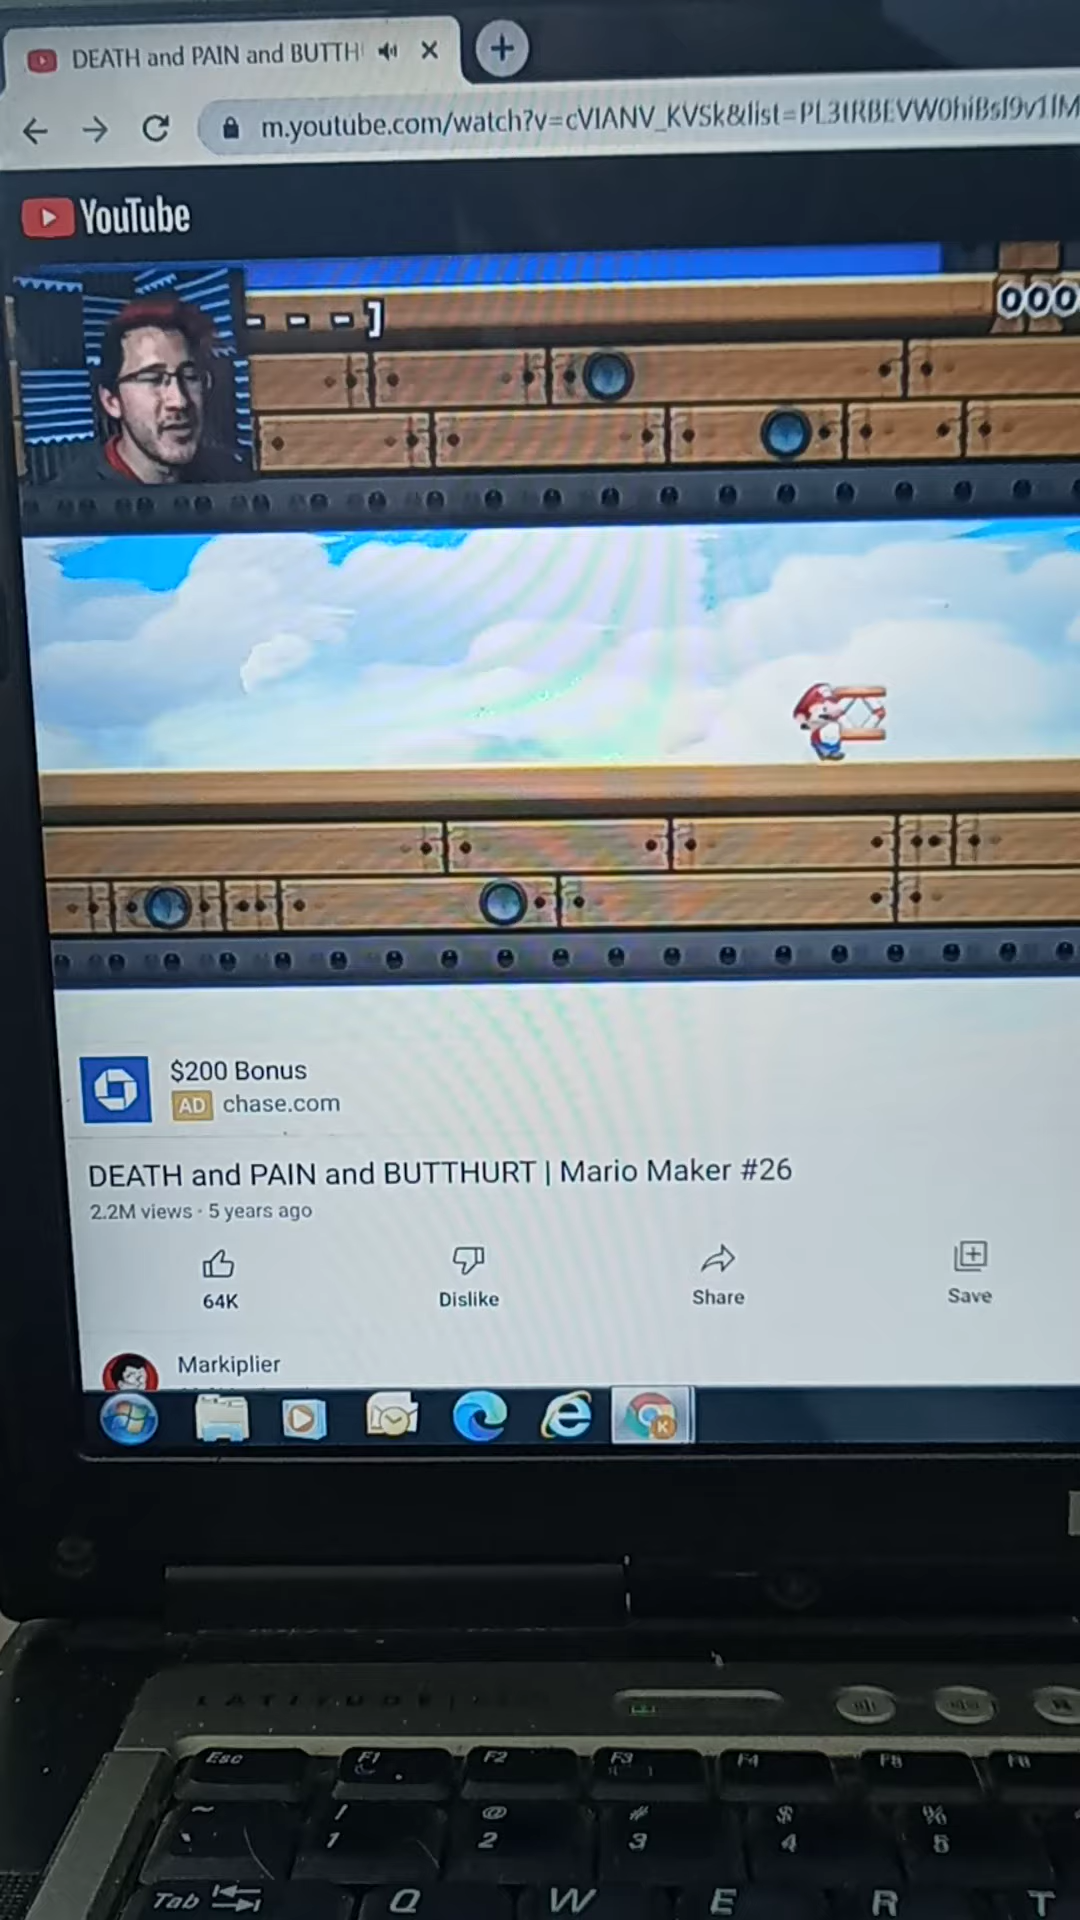 DEATH and PAIN and BUTTH
m.youtube.com/watch?v=cVIANV_KVSk&list=PL3tRBEVW0hiBsJ9v1IM
YouTube
- - - ]
000
$200 Bonus
AD chase.com
DEATH and PAIN and BUTTHURT | Mario Maker #26
2.2M views · 5 years ago
64K Dislike Share Save
Markiplier
K
LATITUDE
Esc F1 F2 F3 F4 F5 F6
~ ! @ # $ %
` 1 2 3 4 5
Tab Q W E R T